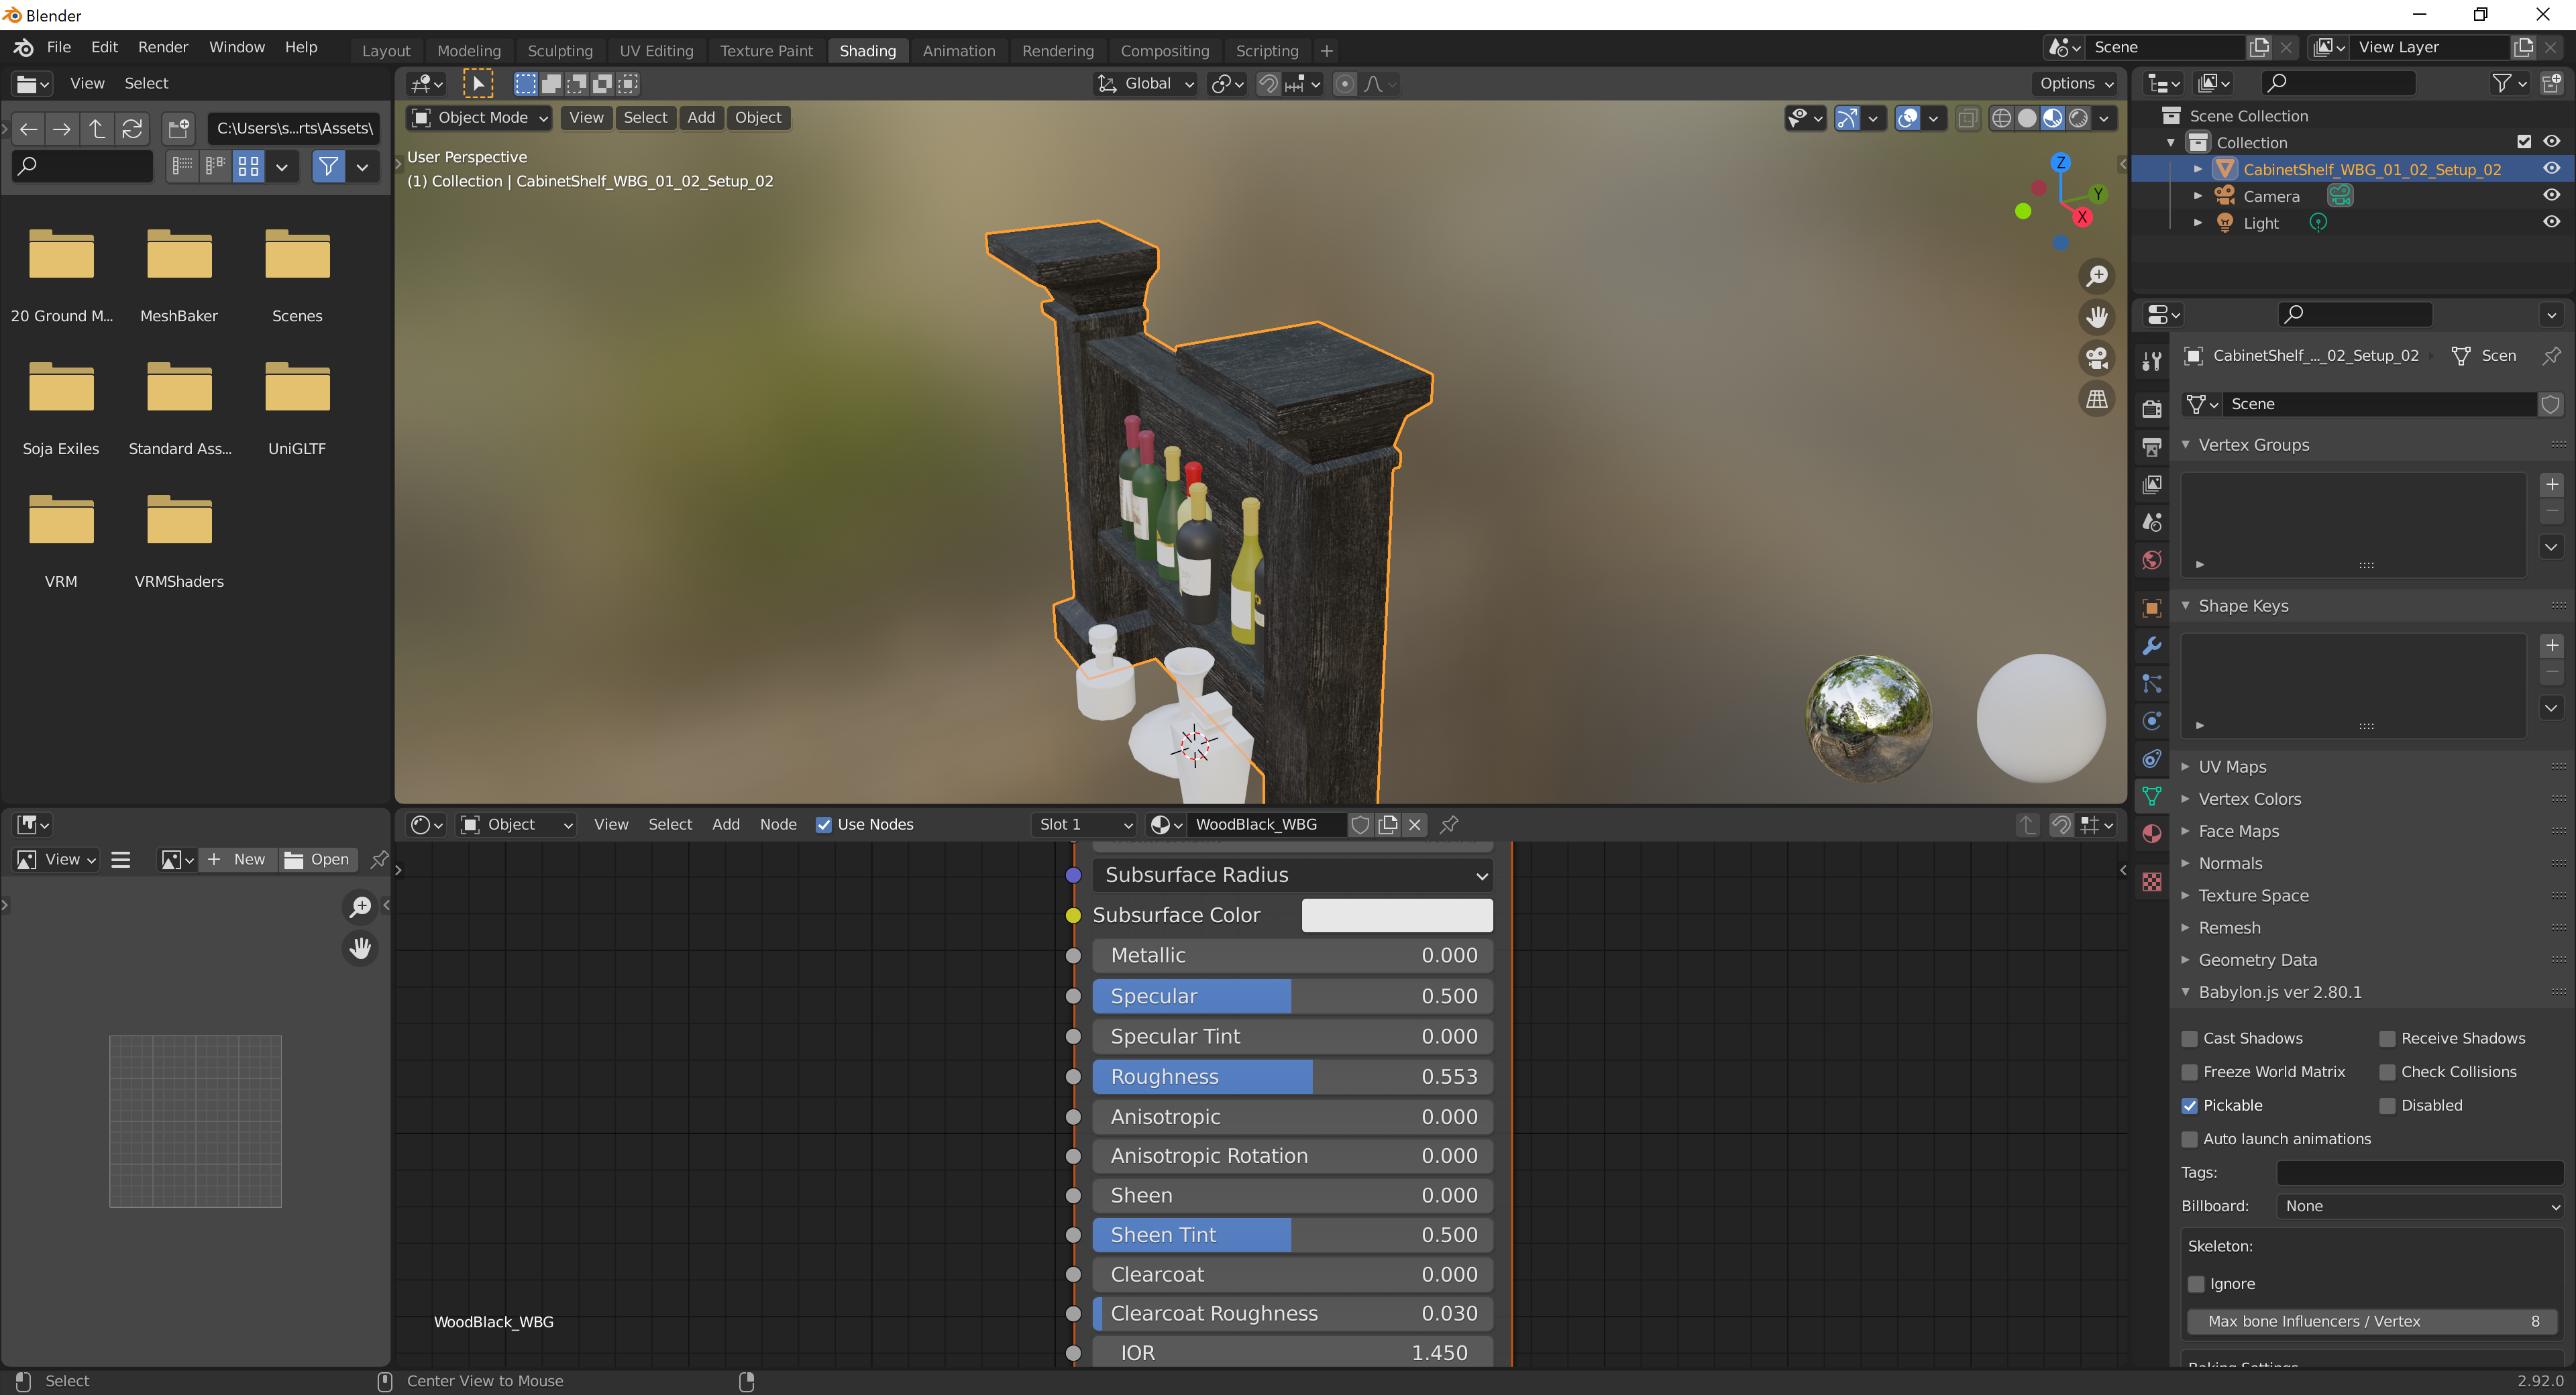 Blender
File Edit Render Window Help Layout Modeling Sculpting UV Editing Texture Paint Shading Animation Rendering Compositing Scripting + Scene View Layer
View Select Global Options
C:\Users\s...rts\Assets\ Object Mode View Select Add Object
User Perspective
(1) Collection | CabinetShelf_WBG_01_02_Setup_02
20 Ground M... MeshBaker Scenes
Soja Exiles Standard Ass... UniGLTF
VRM VRMShaders
Z
Y
X
Scene Collection
Collection
CabinetShelf_WBG_01_02_Setup_02
Camera
Light
CabinetShelf_..._02_Setup_02 Scen
Scene
Vertex Groups
Shape Keys
UV Maps
Vertex Colors
Face Maps
Normals
Texture Space
Remesh
Geometry Data
Babylon.js ver 2.80.1
Cast Shadows Receive Shadows
Freeze World Matrix Check Collisions
Pickable Disabled
Auto launch animations
Tags:
Billboard: None
Skeleton:
Ignore
Max bone Influencers / Vertex 8
View + New Open
Object View Select Add Node Use Nodes Slot 1 WoodBlack_WBG
Subsurface Radius
Subsurface Color
Metallic 0.000
Specular 0.500
Specular Tint 0.000
Roughness 0.553
Anisotropic 0.000
Anisotropic Rotation 0.000
Sheen 0.000
Sheen Tint 0.500
Clearcoat 0.000
Clearcoat Roughness 0.030
IOR 1.450
WoodBlack_WBG
Select Center View to Mouse 2.92.0